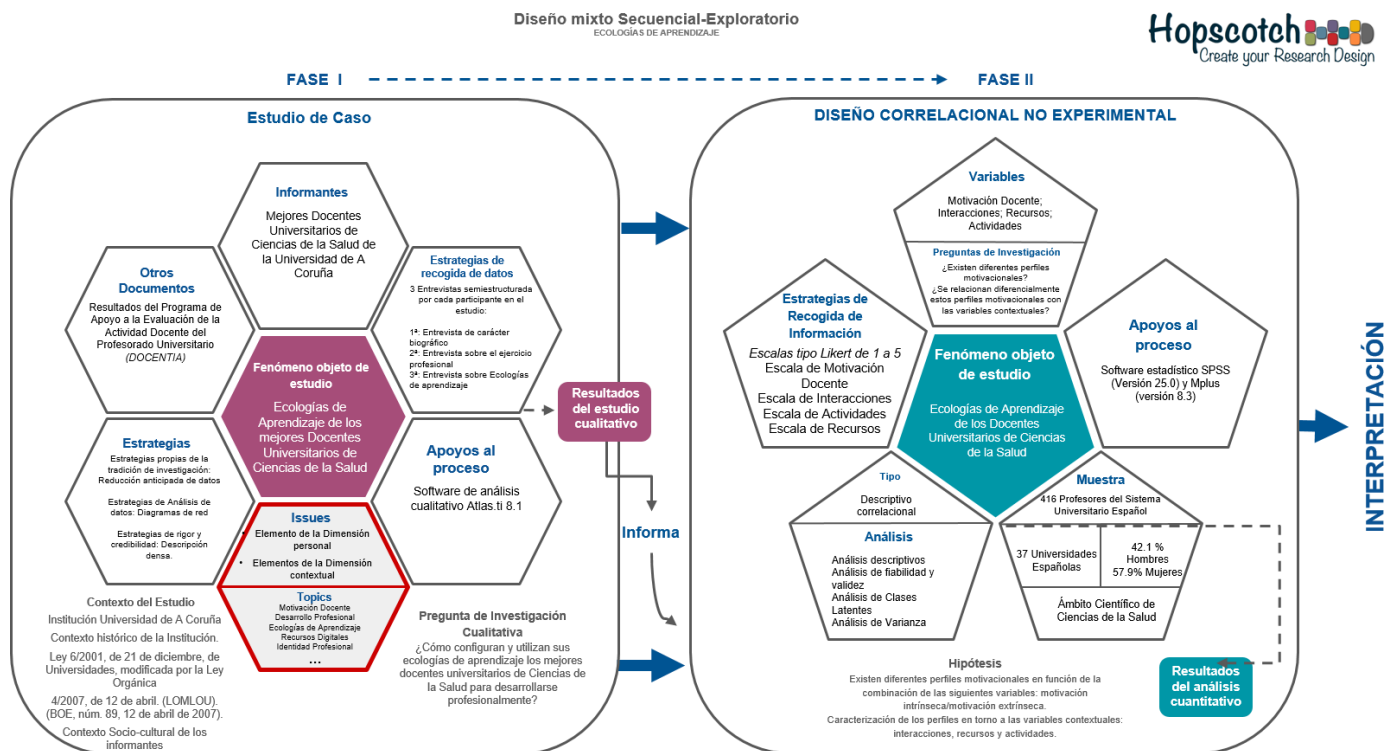 Diseño mixto Secuencial-Exploratorio
ECOLOGÍAS DE APRENDIZAJE
Hopscotch
Create your Research Design
FASE I
FASE II
Estudio de Caso
Informantes
Mejores Docentes
Universitarios de
Ciencias de la Salud de
la Universidad de A
Coruña
Otros
Documentos
Resultados del Programa de
Apoyo a la Evaluación de la
Actividad Docente del
Profesorado Universitario
(DOCENTIA)
Estrategias de
recogida de datos
3 Entrevistas semiestructurada
por cada participante en el
estudio:
1ª: Entrevista de carácter
biográfico
2ª: Entrevista sobre el ejercicio
profesional
3ª: Entrevista sobre Ecologías
de aprendizaje
Fenómeno objeto de
estudio
Ecologías de
Aprendizaje de los
mejores Docentes
Universitarios de
Ciencias de la Salud
Estrategias
Estrategias propias de la
tradición de investigación:
Reducción anticipada de datos
Estrategias de Análisis de
datos: Diagramas de red
Estrategias de rigor y
credibilidad: Descripción
densa.
Apoyos al
proceso
Software de análisis
cualitativo Atlas.ti 8.1
Issues
• Elemento de la Dimensión
personal
• Elementos de la Dimensión
contextual
Topics
Motivación Docente
Desarrollo Profesional
Ecologías de Aprendizaje
Recursos Digitales
Identidad Profesional
...
Contexto del Estudio
Institución Universidad de A Coruña
Contexto histórico de la Institución.
Ley 6/2001, de 21 de diciembre, de
Universidades, modificada por la Ley
Orgánica
4/2007, de 12 de abril. (LOMLOU).
(BOE, núm. 89, 12 de abril de 2007).
Contexto Socio-cultural de los
informantes
Pregunta de Investigación
Cualitativa
¿Cómo configuran y utilizan sus
ecologías de aprendizaje los mejores
docentes universitarios de Ciencias de
la Salud para desarrollarse
profesionalmente?
Resultados
del estudio
cualitativo
Informa
DISEÑO CORRELACIONAL NO EXPERIMENTAL
Variables
Motivación Docente;
Interacciones; Recursos;
Actividades
Preguntas de Investigación
¿Existen diferentes perfiles
motivacionales?
¿Se relacionan diferencialmente
estos perfiles motivacionales con
las variables contextuales?
Estrategias de
Recogida de
Información
Escalas tipo Likert de 1 a 5
Escala de Motivación
Docente
Escala de Interacciones
Escala de Actividades
Escala de Recursos
Apoyos al
proceso
Software estadístico SPSS
(Versión 25.0) y Mplus
(versión 8.3)
Fenómeno objeto
de estudio
Ecologías de Aprendizaje
de los Docentes
Universitarios de Ciencias
de la Salud
Tipo
Descriptivo
correlacional
Análisis
Análisis descriptivos
Análisis de fiabilidad y
validez
Análisis de Clases
Latentes
Análisis de Varianza
Muestra
416 Profesores del Sistema
Universitario Español
37 Universidades
Españolas
42.1 %
Hombres
57.9% Mujeres
Ámbito Científico de
Ciencias de la Salud
Hipótesis
Existen diferentes perfiles motivacionales en función de la
combinación de las siguientes variables: motivación
intrínseca/motivación extrínseca.
Caracterización de los perfiles en torno a las variables contextuales:
interacciones, recursos y actividades.
Resultados
del análisis
cuantitativo
INTERPRETACIÓN